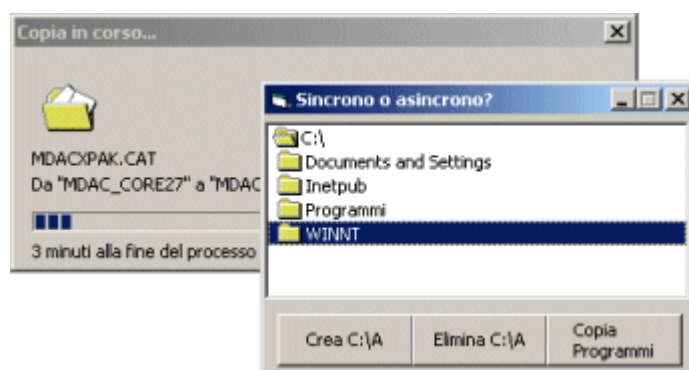 Copia in corso...
MDACXPAK.CAT
Da "MDAC_CORE27" a "MDAC
3 minuti alla fine del processo
Sincrono o asincrono?
C:\
Documents and Settings
Inetpub
Programmi
WINNT
Crea C:\A
Elimina C:\A
Copia
Programmi